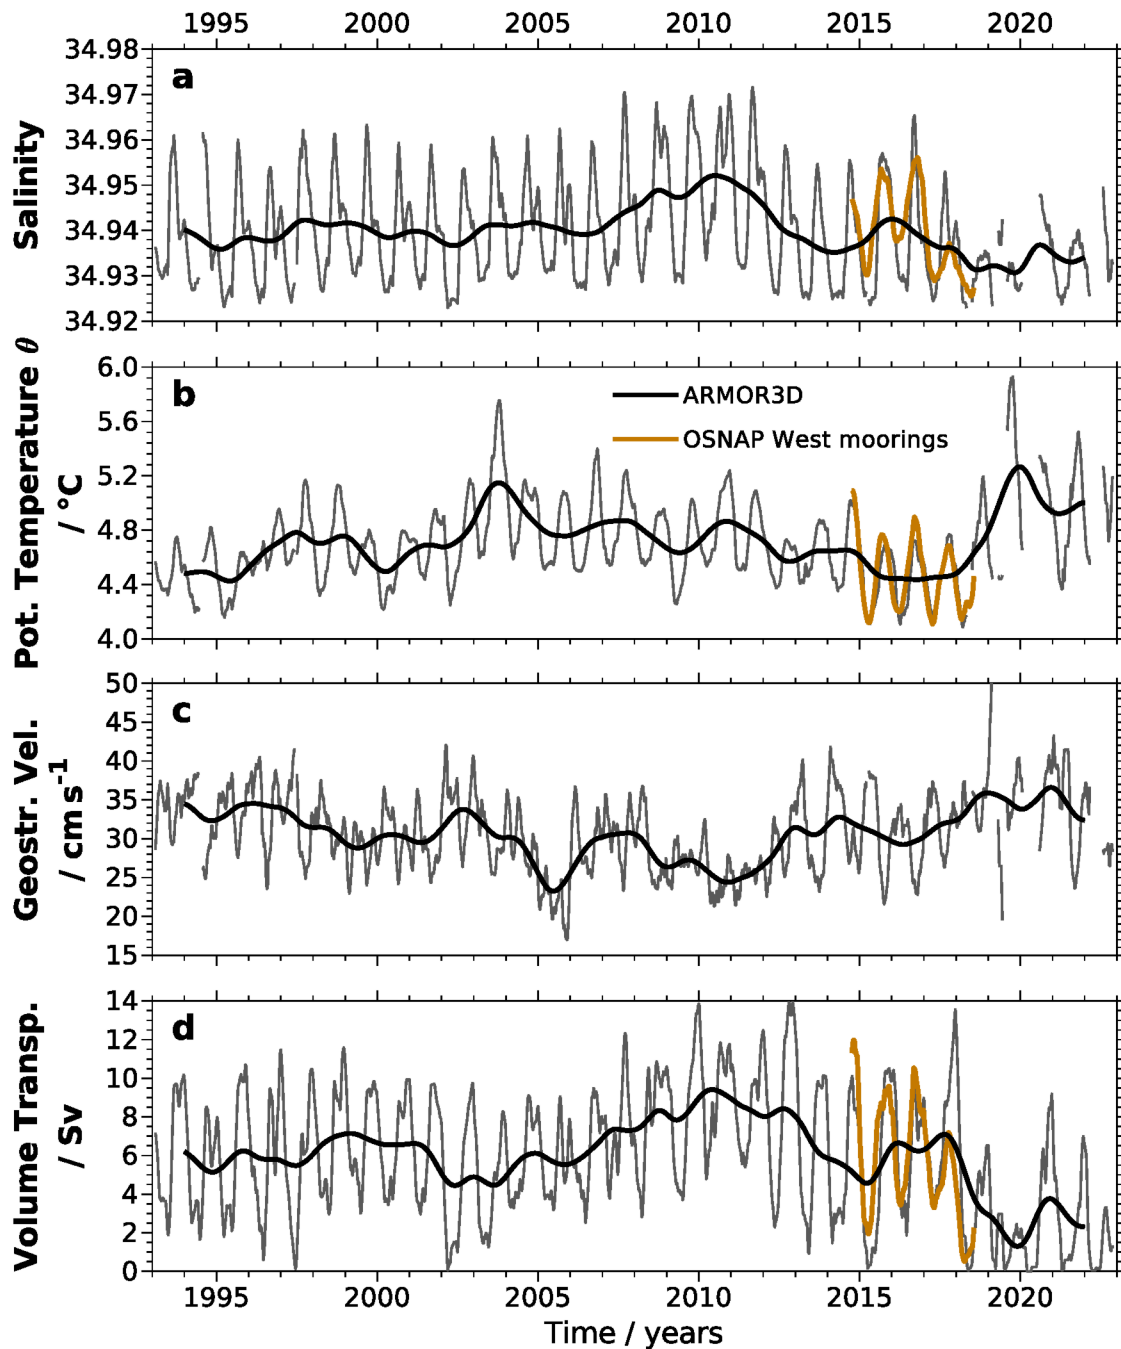 1995 2000 2005 2010 2015 2020
a
Salinity
34.98
34.97
34.96
34.95
34.94
34.93
34.92
b
Pot. Temperature θ
/ °C
6.0
5.6
5.2
4.8
4.4
4.0
ARMOR3D
OSNAP West moorings
c
Geostr. Vel.
/ cm s⁻¹
50
45
40
35
30
25
20
15
d
Volume Transp.
/ Sv
14
12
10
8
6
4
2
0
1995 2000 2005 2010 2015 2020
Time / years